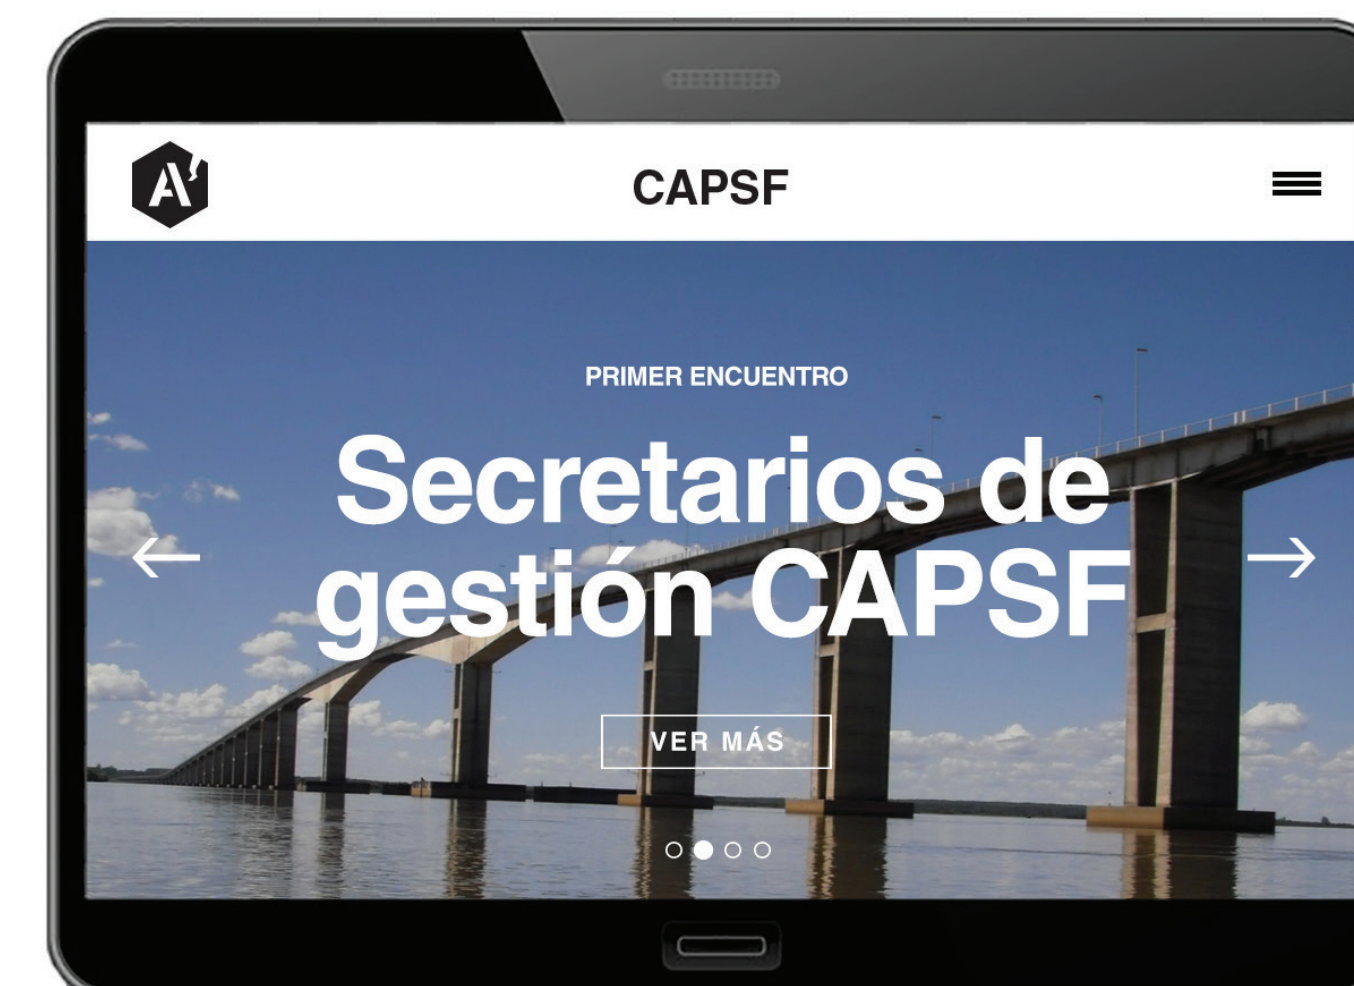 A
CAPSF
PRIMER ENCUENTRO
Secretarios de
gestión CAPSF
VER MÁS